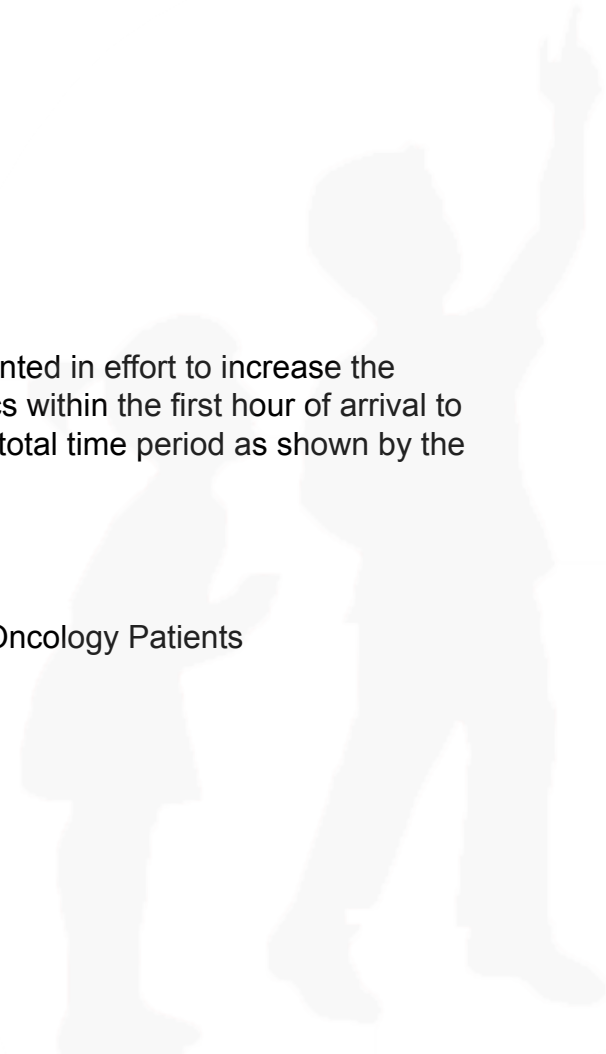 nted in effort to increase the
cs within the first hour of arrival to
total time period as shown by the
Oncology Patients